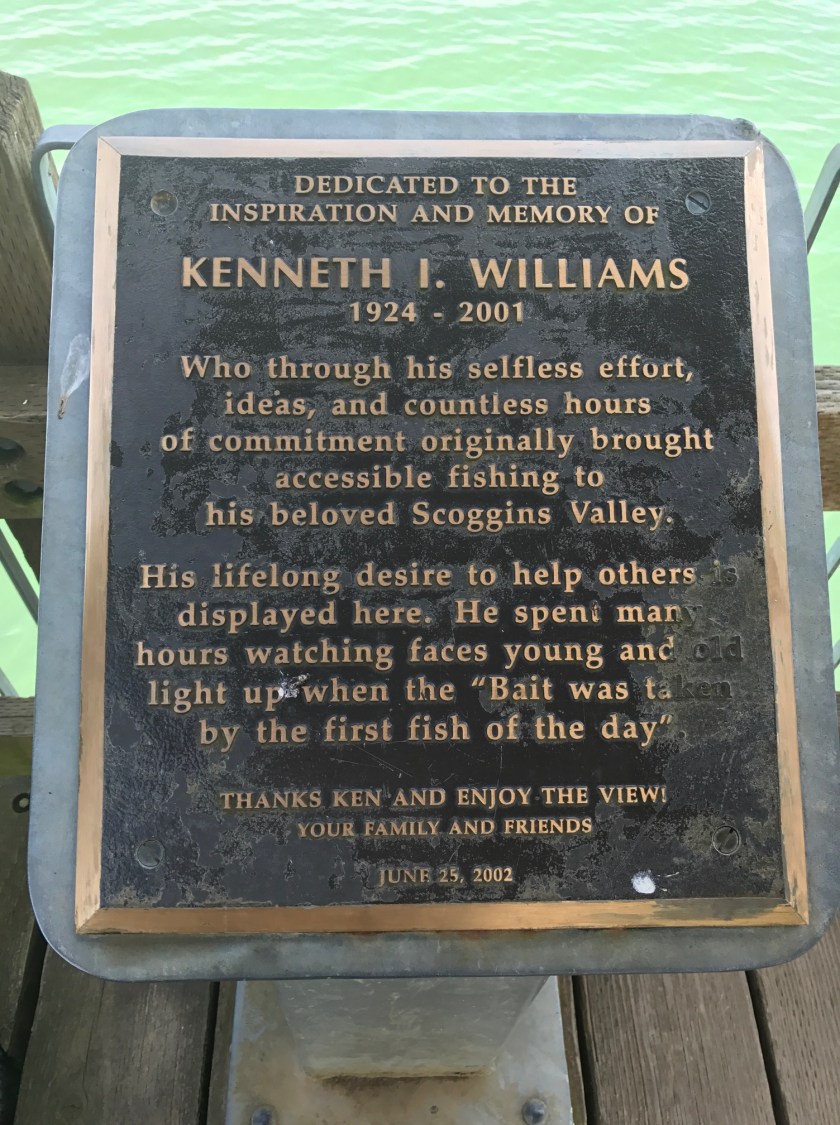 DEDICATED TO THE
INSPIRATION AND MEMORY OF
KENNETH I. WILLIAMS
1924 - 2001
Who through his selfless effort,
ideas, and countless hours
of commitment originally brought
accessible fishing to
his beloved Scoggins Valley.
His lifelong desire to help others is
displayed here. He spent many
hours watching faces young and old
light up when the “Bait was taken
by the first fish of the day”.
THANKS KEN AND ENJOY THE VIEW!
YOUR FAMILY AND FRIENDS
JUNE 25, 2002